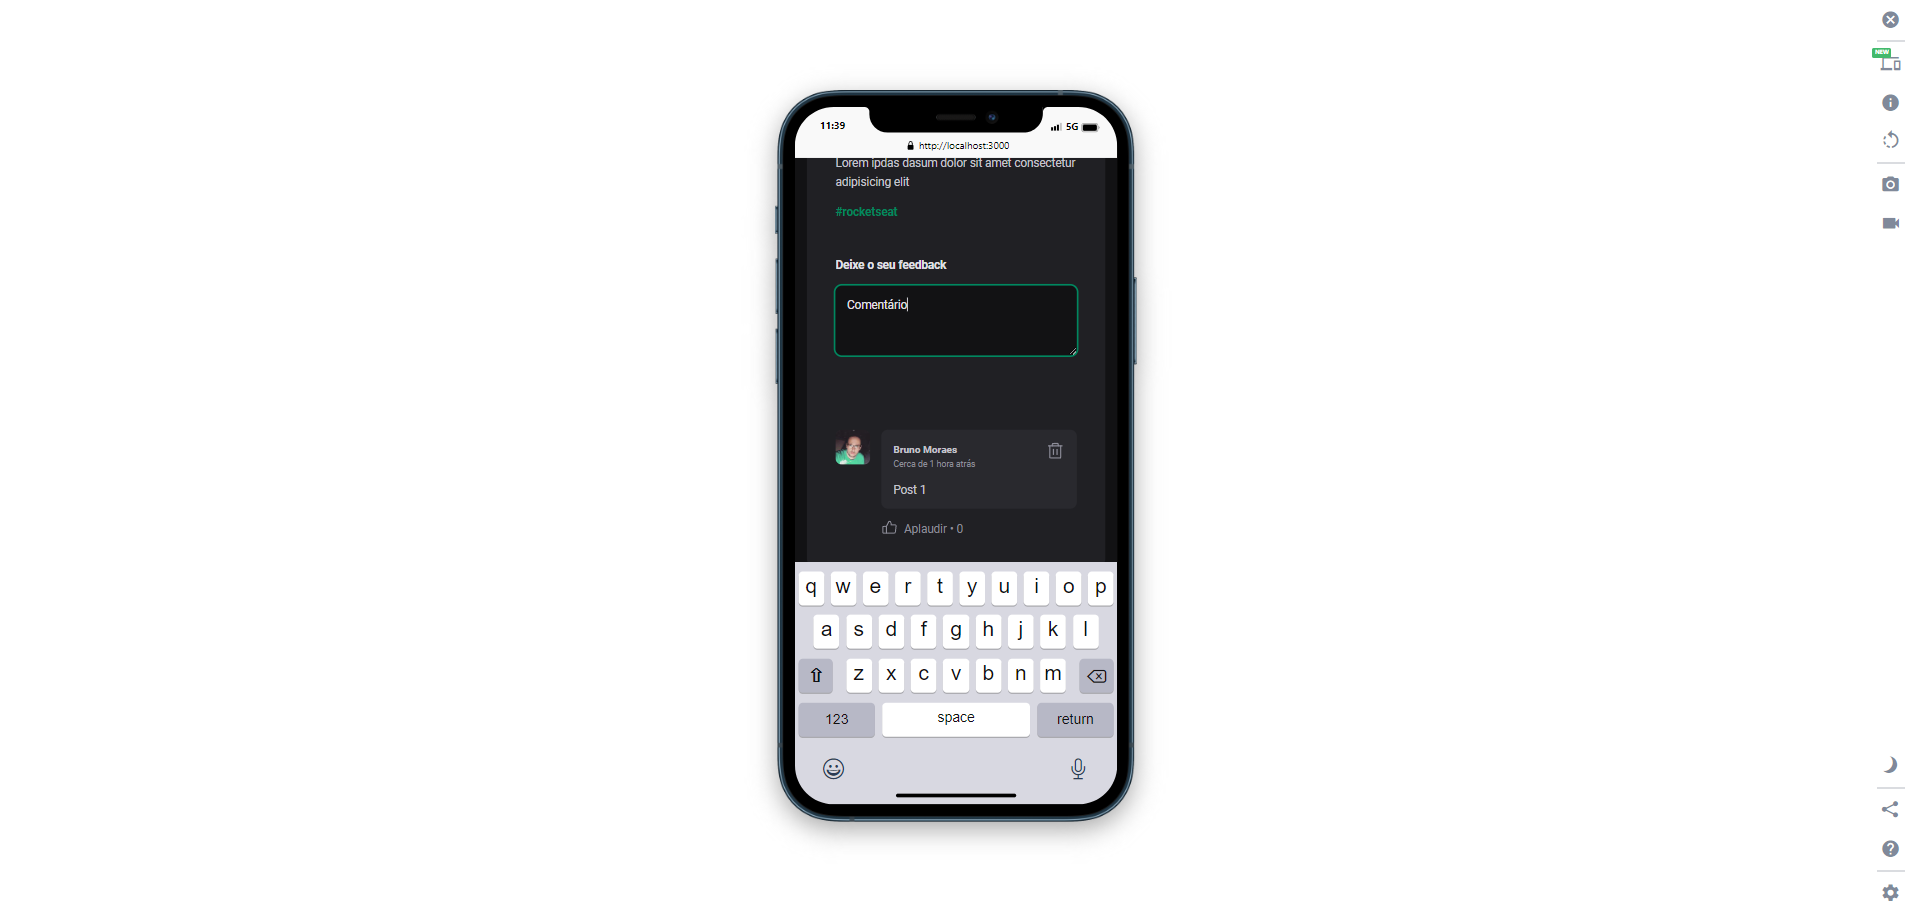 NEW
11:39
5G
http://localhost:3000
Lorem ipdas dasum dolor sit amet consectetur
adipisicing elit
#rocketseat
Deixe o seu feedback
Comentário
Bruno Moraes
Cerca de 1 hora atrás
Post 1
Aplaudir • 0
q w e r t y u i o p
a s d f g h j k l
z x c v b n m
123 space return